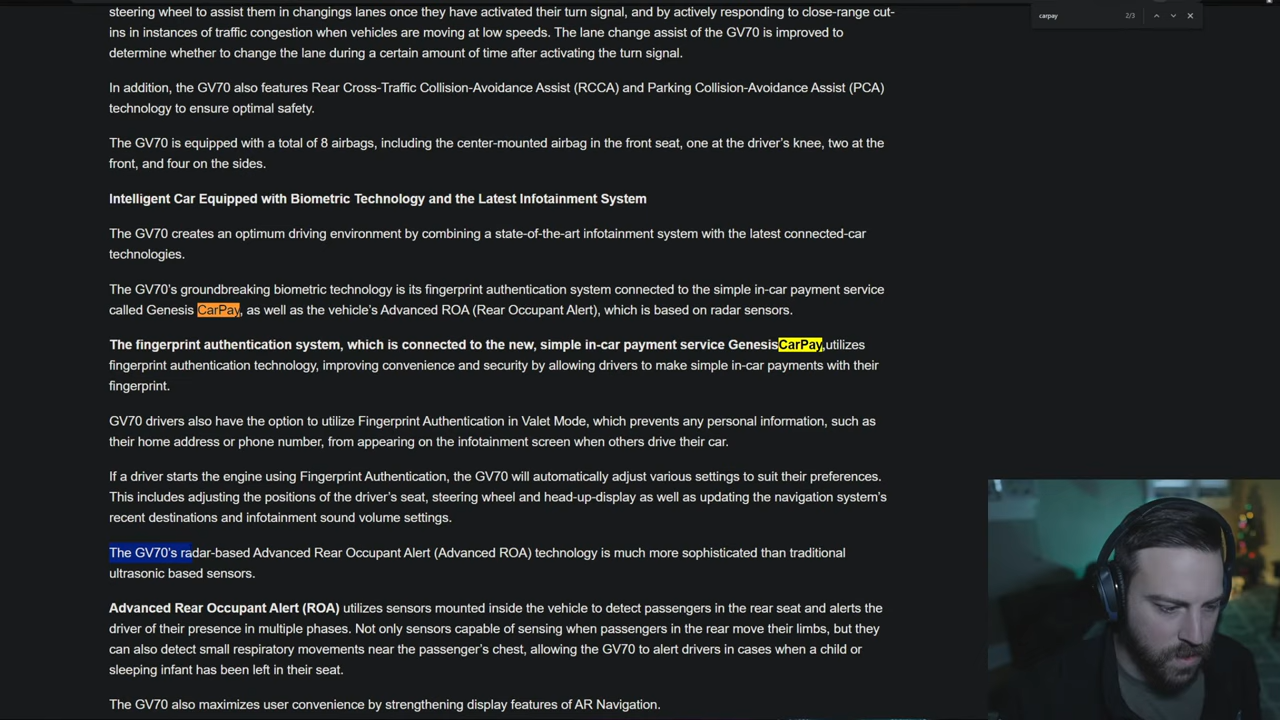 steering wheel to assist them in changings lanes once they have activated their turn signal, and by actively responding to close-range cut-
ins in instances of traffic congestion when vehicles are moving at low speeds. The lane change assist of the GV70 is improved to
determine whether to change the lane during a certain amount of time after activating the turn signal.
carpay
2/3
In addition, the GV70 also features Rear Cross-Traffic Collision-Avoidance Assist (RCCA) and Parking Collision-Avoidance Assist (PCA)
technology to ensure optimal safety.
The GV70 is equipped with a total of 8 airbags, including the center-mounted airbag in the front seat, one at the driver's knee, two at the
front, and four on the sides.
Intelligent Car Equipped with Biometric Technology and the Latest Infotainment System
The GV70 creates an optimum driving environment by combining a state-of-the-art infotainment system with the latest connected-car
technologies.
The GV70's groundbreaking biometric technology is its fingerprint authentication system connected to the simple in-car payment service
called Genesis CarPay, as well as the vehicle's Advanced ROA (Rear Occupant Alert), which is based on radar sensors.
The fingerprint authentication system, which is connected to the new, simple in-car payment service GenesisCarPay,utilizes
fingerprint authentication technology, improving convenience and security by allowing drivers to make simple in-car payments with their
fingerprint.
GV70 drivers also have the option to utilize Fingerprint Authentication in Valet Mode, which prevents any personal information, such as
their home address or phone number, from appearing on the infotainment screen when others drive their car.
If a driver starts the engine using Fingerprint Authentication, the GV70 will automatically adjust various settings to suit their preferences.
This includes adjusting the positions of the driver's seat, steering wheel and head-up-display as well as updating the navigation system's
recent destinations and infotainment sound volume settings.
The GV70's radar-based Advanced Rear Occupant Alert (Advanced ROA) technology is much more sophisticated than traditional
ultrasonic based sensors.
Advanced Rear Occupant Alert (ROA) utilizes sensors mounted inside the vehicle to detect passengers in the rear seat and alerts the
driver of their presence in multiple phases. Not only sensors capable of sensing when passengers in the rear move their limbs, but they
can also detect small respiratory movements near the passenger's chest, allowing the GV70 to alert drivers in cases when a child or
sleeping infant has been left in their seat.
The GV70 also maximizes user convenience by strengthening display features of AR Navigation.